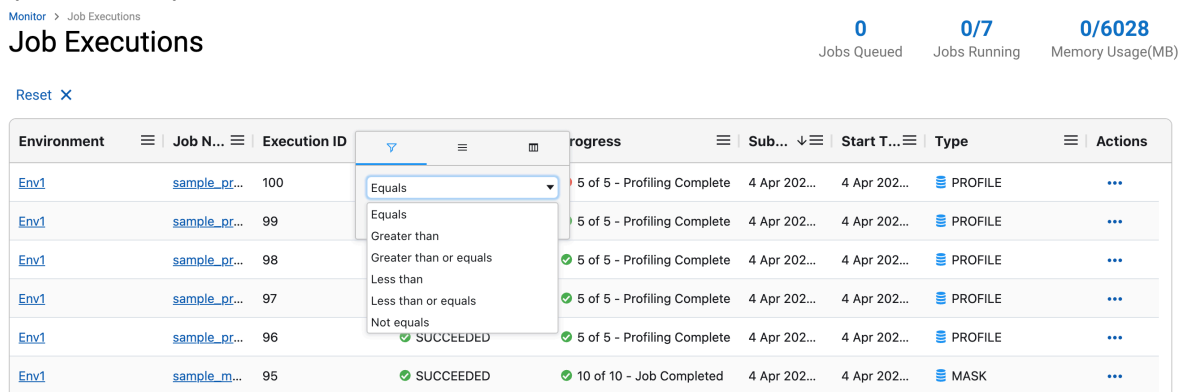 Monitor > Job Executions
Job Executions
0 0/7 0/6028
Jobs Queued Jobs Running Memory Usage(MB)
Reset ✕
Environment Job N... Execution ID rogress Sub... Start T... Type Actions
Env1 sample_pr... 100 5 of 5 - Profiling Complete 4 Apr 202... 4 Apr 202... PROFILE
Equals
Env1 sample_pr... 99 5 of 5 - Profiling Complete 4 Apr 202... 4 Apr 202... PROFILE
Equals
Greater than
Greater than or equals
Less than
Less than or equals
Not equals
Env1 sample_pr... 98 5 of 5 - Profiling Complete 4 Apr 202... 4 Apr 202... PROFILE
Env1 sample_pr... 97 5 of 5 - Profiling Complete 4 Apr 202... 4 Apr 202... PROFILE
Env1 sample_pr... 96 SUCCEEDED 5 of 5 - Profiling Complete 4 Apr 202... 4 Apr 202... PROFILE
Env1 sample_m... 95 SUCCEEDED 10 of 10 - Job Completed 4 Apr 202... 4 Apr 202... MASK